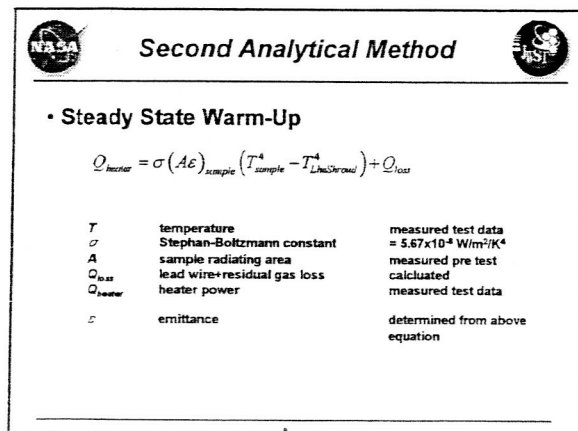 NASA
Second Analytical Method
JWST
• Steady State Warm-Up
Q_heater = σ(Aε)_sample (T⁴_sample − T⁴_LheShroud) + Q_loss
T temperature measured test data
σ Stephan-Boltzmann constant = 5.67x10⁻⁸ W/m²/K⁴
A sample radiating area measured pre test
Q_loss lead wire+residual gas loss calcluated
Q_heater heater power measured test data
ε emittance determined from above
equation